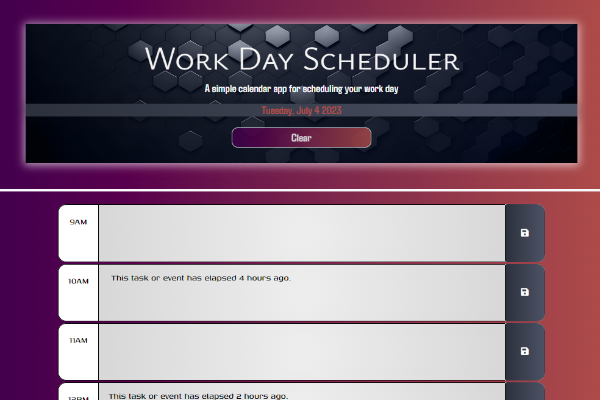 Work Day Scheduler
A simple calendar app for scheduling your work day
Tuesday, July 4 2023
Clear
9AM
10AM
This task or event has elapsed 4 hours ago.
11AM
12PM
This task or event has elapsed 2 hours ago.